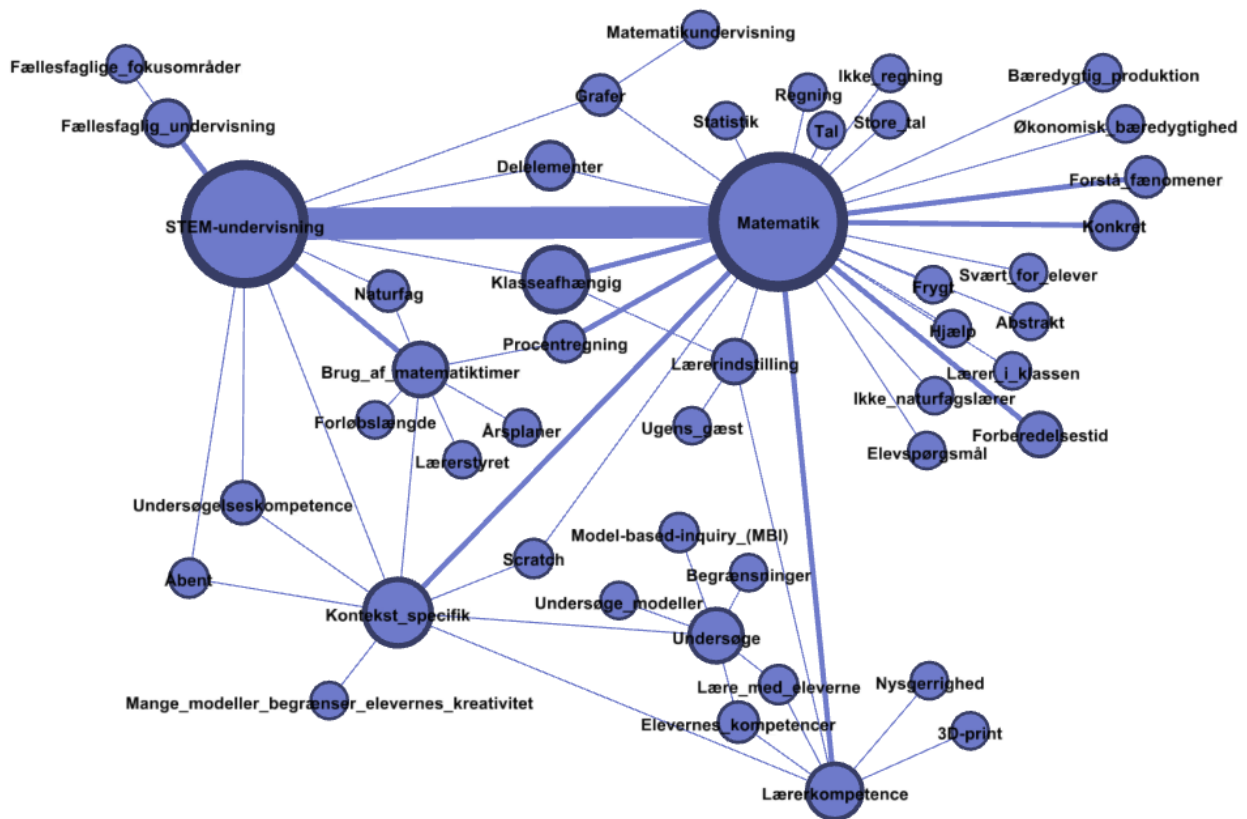 Matematikundervisning
Fællesfaglige_fokusområder
Ikke_regning
Bæredygtig_produktion
Grafer
Regning
Statistik
Tal
Store_tal
Økonomisk_bæredygtighed
Fællesfaglig_undervisning
Delelementer
Forstå_fænomener
STEM-undervisning
Matematik
Konkret
Naturfag
Klasseafhængig
Svært_for_elever
Frygt
Abstrakt
Hjælp
Procentregning
Brug_af_matematiktimer
Lærerindstilling
Lærer_i_klassen
Ikke_naturfagslærer
Forløbslængde
Årsplaner
Ugens_gæst
Forberedelsestid
Elevspørgsmål
Lærerstyret
Undersøgelseskompetence
Model-based-inquiry_(MBI)
Scratch
Begrænsninger
Åbent
Undersøge_modeller
Kontekst_specifik
Undersøge
Lære_med_eleverne
Nysgerrighed
Mange_modeller_begrænser_elevernes_kreativitet
Elevernes_kompetencer
3D-print
Lærerkompetence